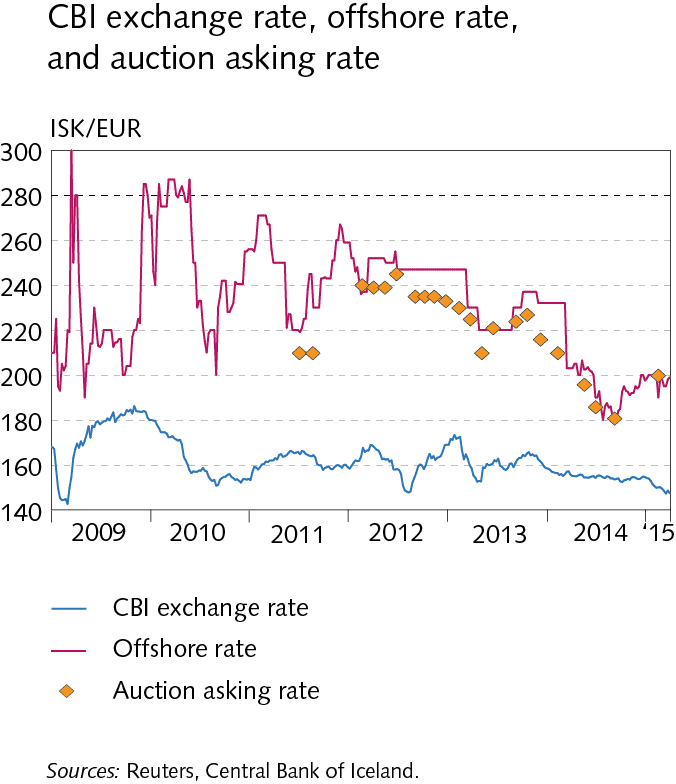 CBI exchange rate, offshore rate,
and auction asking rate
ISK/EUR
300
280
260
240
220
200
180
160
140
2009 2010 2011 2012 2013 2014 '15
CBI exchange rate
Offshore rate
Auction asking rate
Sources: Reuters, Central Bank of Iceland.